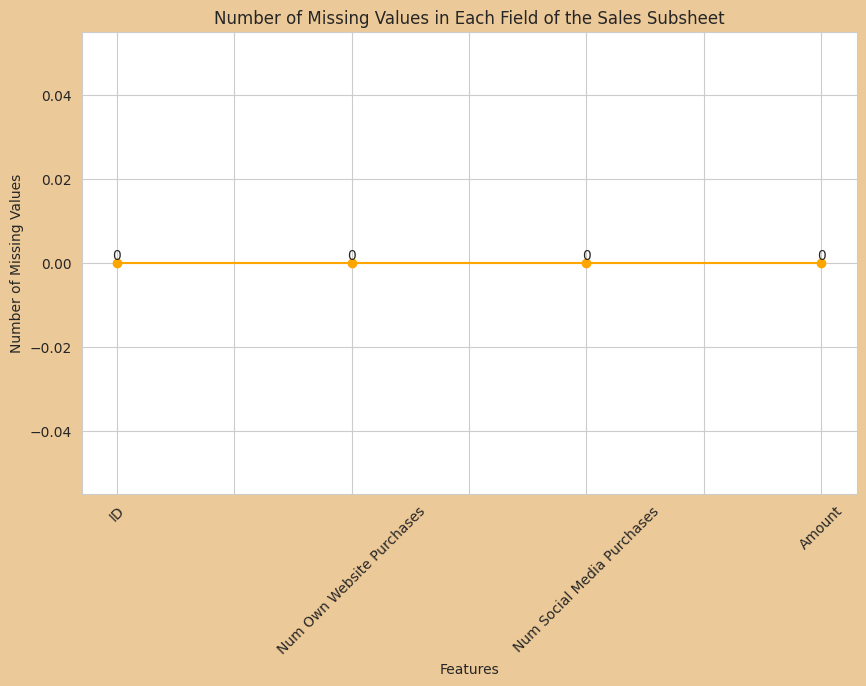 Number of Missing Values in Each Field of the Sales Subsheet
Number of Missing Values
0.04
0.02
0.00
−0.02
−0.04
0 0 0 0
ID
Num Own Website Purchases
Num Social Media Purchases
Amount
Features